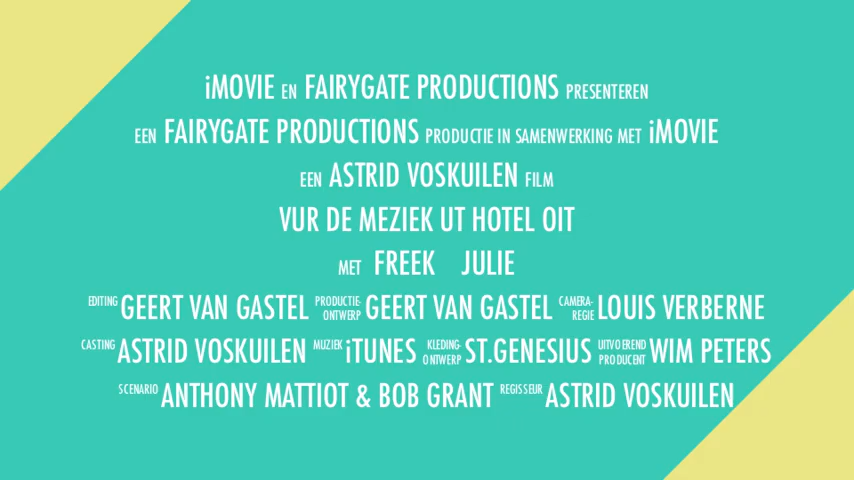 iMOVIE EN FAIRYGATE PRODUCTIONS PRESENTEREN
EEN FAIRYGATE PRODUCTIONS PRODUCTIE IN SAMENWERKING MET iMOVIE
EEN ASTRID VOSKUILEN FILM
VUR DE MEZIEK UT HOTEL OIT
MET FREEK JULIE
EDITING GEERT VAN GASTEL PRODUCTIE-ONTWERP GEERT VAN GASTEL CAMERA-REGIE LOUIS VERBERNE
CASTING ASTRID VOSKUILEN MUZIEK iTUNES KLEDING-ONTWERP ST.GENESIUS UITVOEREND PRODUCENT WIM PETERS
SCENARIO ANTHONY MATTIOT & BOB GRANT REGISSEUR ASTRID VOSKUILEN